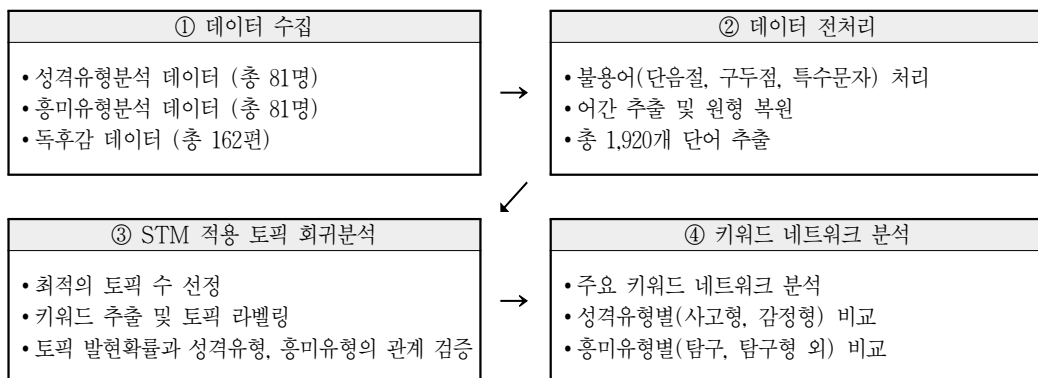 ① 데이터 수집
• 성격유형분석 데이터 (총 81명)
• 흥미유형분석 데이터 (총 81명)
• 독후감 데이터 (총 162편)
→
② 데이터 전처리
• 불용어(단음절, 구두점, 특수문자) 처리
• 어간 추출 및 원형 복원
• 총 1,920개 단어 추출
↙
③ STM 적용 토픽 회귀분석
• 최적의 토픽 수 선정
• 키워드 추출 및 토픽 라벨링
• 토픽 발현확률과 성격유형, 흥미유형의 관계 검증
→
④ 키워드 네트워크 분석
• 주요 키워드 네트워크 분석
• 성격유형별(사고형, 감정형) 비교
• 흥미유형별(탐구, 탐구형 외) 비교